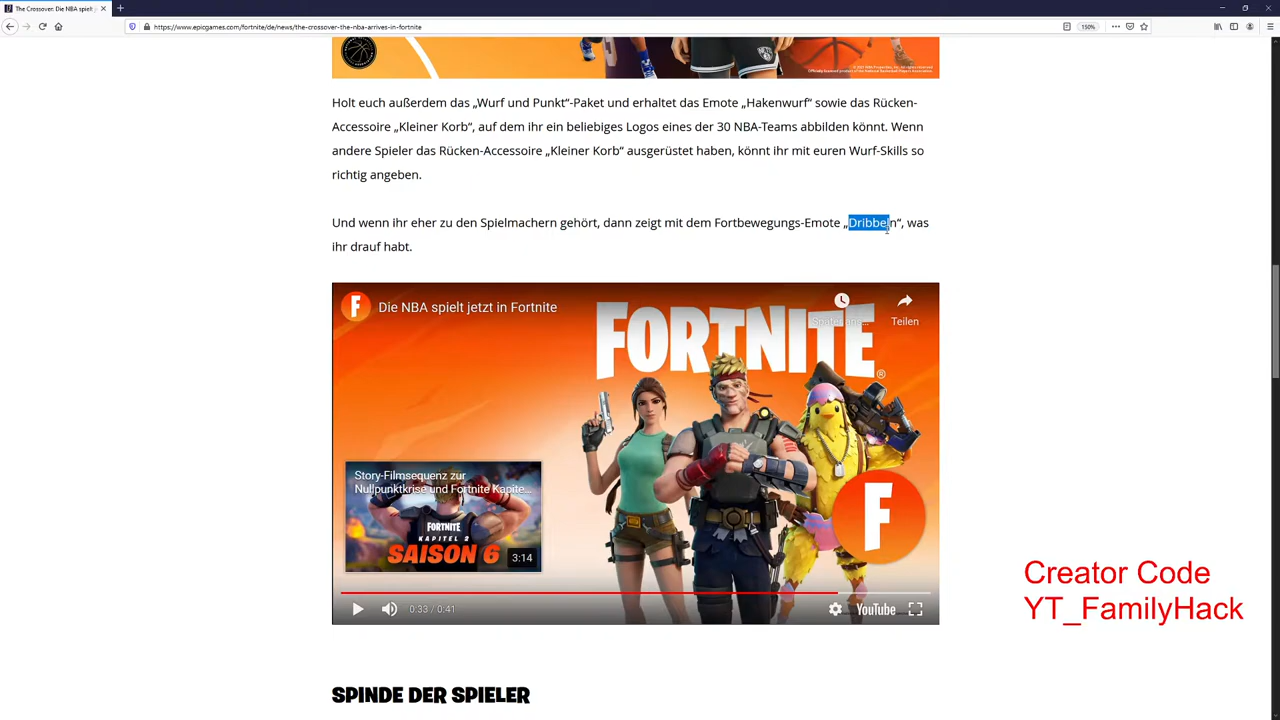 The Crossover: Die NBA spielt j
https://www.epicgames.com/fortnite/de/news/the-crossover-the-nba-arrives-in-fortnite
150%
Holt euch außerdem das „Wurf und Punkt“-Paket und erhaltet das Emote „Hakenwurf“ sowie das Rücken-
Accessoire „Kleiner Korb“, auf dem ihr ein beliebiges Logos eines der 30 NBA-Teams abbilden könnt. Wenn
andere Spieler das Rücken-Accessoire „Kleiner Korb“ ausgerüstet haben, könnt ihr mit euren Wurf-Skills so
richtig angeben.
Und wenn ihr eher zu den Spielmachern gehört, dann zeigt mit dem Fortbewegungs-Emote „Dribbeln“, was
ihr drauf habt.
F
Die NBA spielt jetzt in Fortnite
Teilen
FORTNITE
®
Story-Filmsequenz zur
Nullpunktkrise und Fortnite Kapite...
FORTNITE
KAPITEL 2
SAISON 6
3:14
F
0:33 / 0:41
YouTube
Creator Code
YT_FamilyHack
SPINDE DER SPIELER